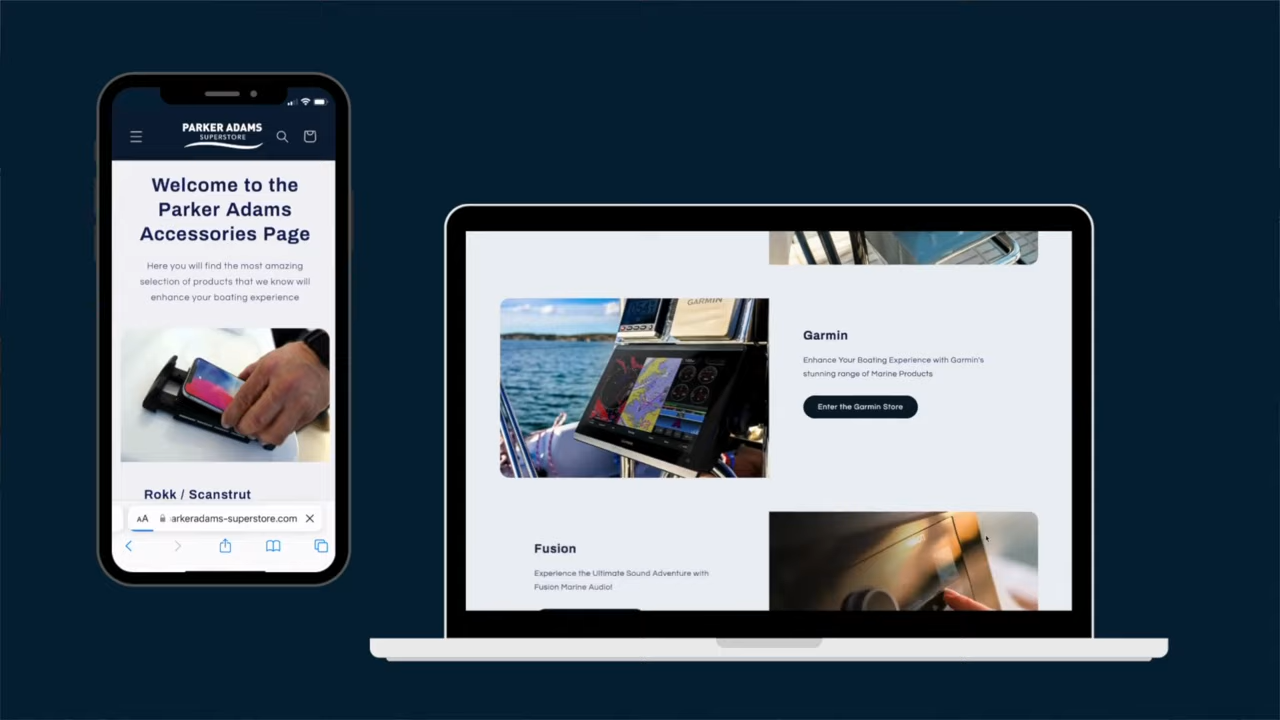 PARKER ADAMS
SUPERSTORE
Welcome to the
Parker Adams
Accessories Page
Here you will find the most amazing
selection of products that we know will
enhance your boating experience
Rokk / Scanstrut
AA arkeradams-superstore.com
GARMIN
Garmin
Enhance Your Boating Experience with Garmin's
stunning range of Marine Products
Enter the Garmin Store
Fusion
Experience the Ultimate Sound Adventure with
Fusion Marine Audio!